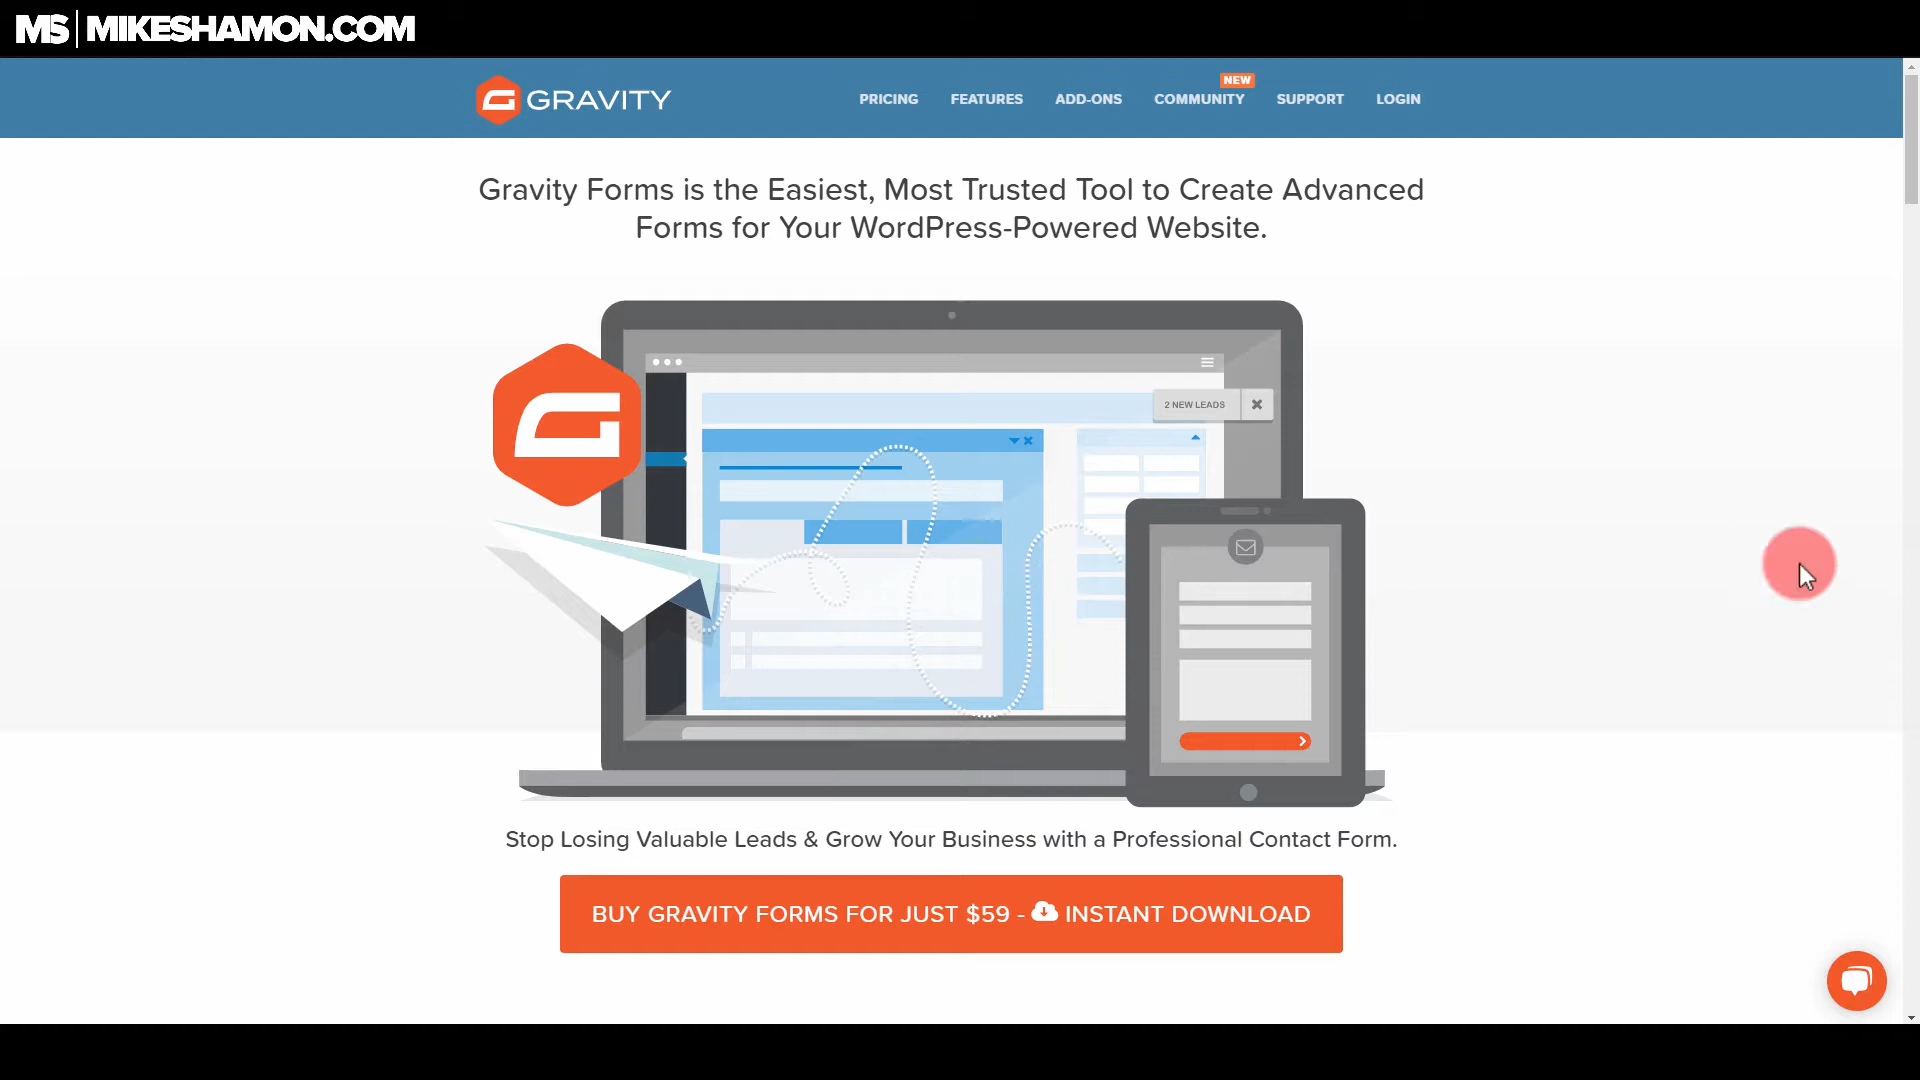 MS | MIKESHAMON.COM
GRAVITY
PRICING
FEATURES
ADD-ONS
NEW
COMMUNITY
SUPPORT
LOGIN
Gravity Forms is the Easiest, Most Trusted Tool to Create Advanced
Forms for Your WordPress-Powered Website.
2 NEW LEADS
Stop Losing Valuable Leads & Grow Your Business with a Professional Contact Form.
BUY GRAVITY FORMS FOR JUST $59 - INSTANT DOWNLOAD